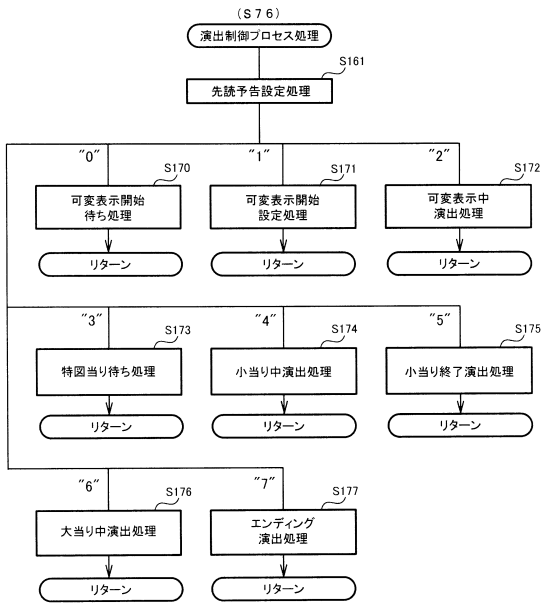 (S76)
演出制御プロセス処理
S161
先読予告設定処理
"0"
"1"
"2"
S170
S171
S172
可変表示開始
待ち処理
可変表示開始
設定処理
可変表示中
演出処理
リターン
リターン
リターン
"3"
"4"
"5"
S173
S174
S175
特図当り待ち処理
小当り中演出処理
小当り終了演出処理
リターン
リターン
リターン
"6"
"7"
S176
S177
大当り中演出処理
エンディング
演出処理
リターン
リターン